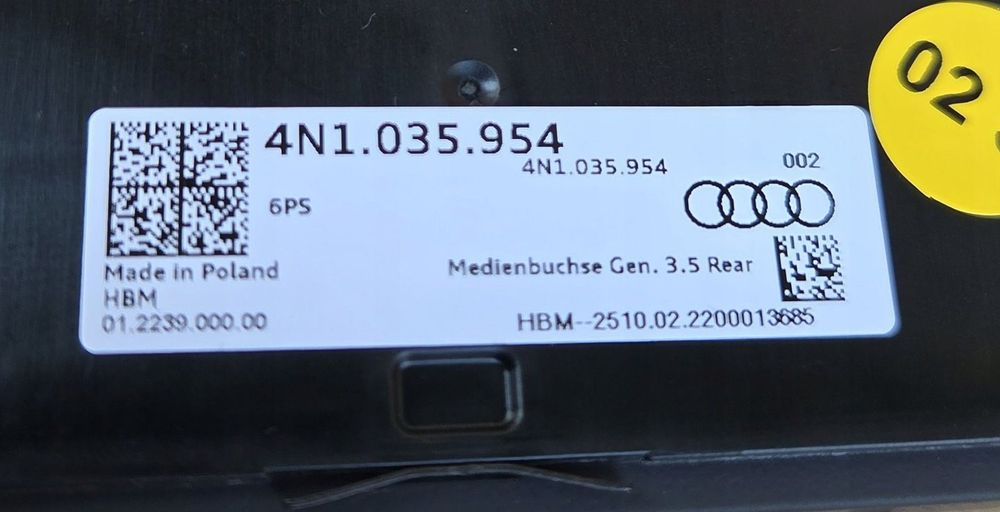 4N1.035.954
4N1.035.954
002
6PS
Medienbuchse Gen. 3.5 Rear
Made in Poland
HBM
01.2239.000.00
HBM--2510.02.2200013685
02